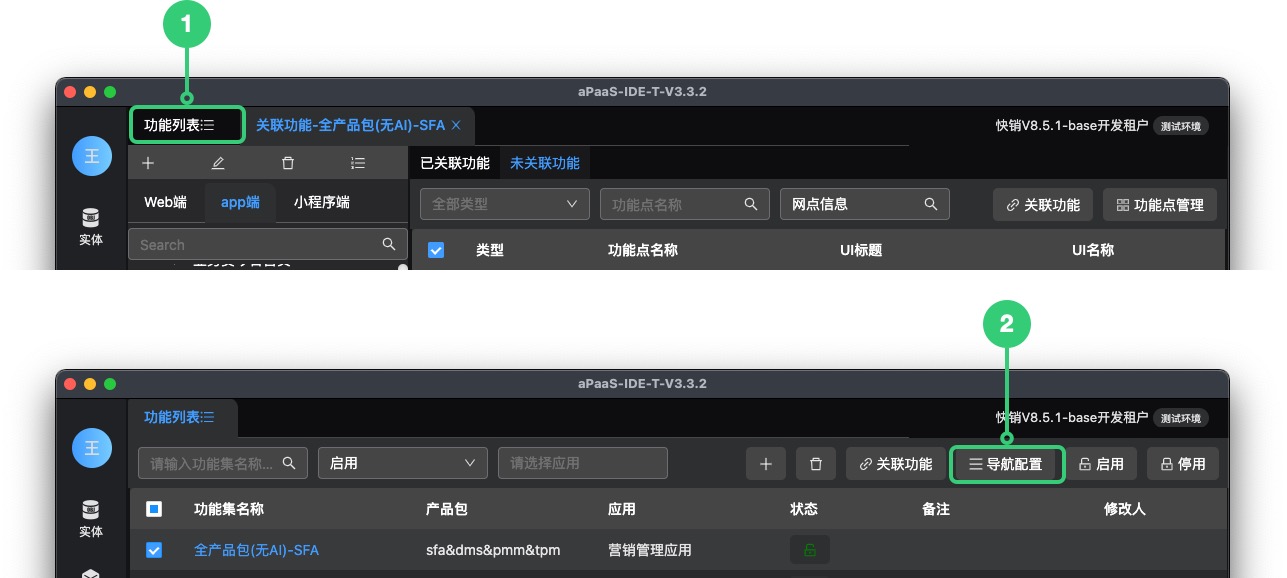 1
aPaaS-IDE-T-V3.3.2
功能列表 关联功能-全产品包(无AI)-SFA × 快销V8.5.1-base开发租户 测试环境
王
已关联功能 未关联功能
Web端 app端 小程序端 全部类型 功能点名称 网点信息 关联功能 功能点管理
实体
Search 类型 功能点名称 UI标题 UI名称
2
aPaaS-IDE-T-V3.3.2
功能列表 快销V8.5.1-base开发租户 测试环境
王
请输入功能集名称... 启用 请选择应用 关联功能 导航配置 启用 停用
功能集名称 产品包 应用 状态 备注 修改人
实体
全产品包(无AI)-SFA sfa&dms&pmm&tpm 营销管理应用